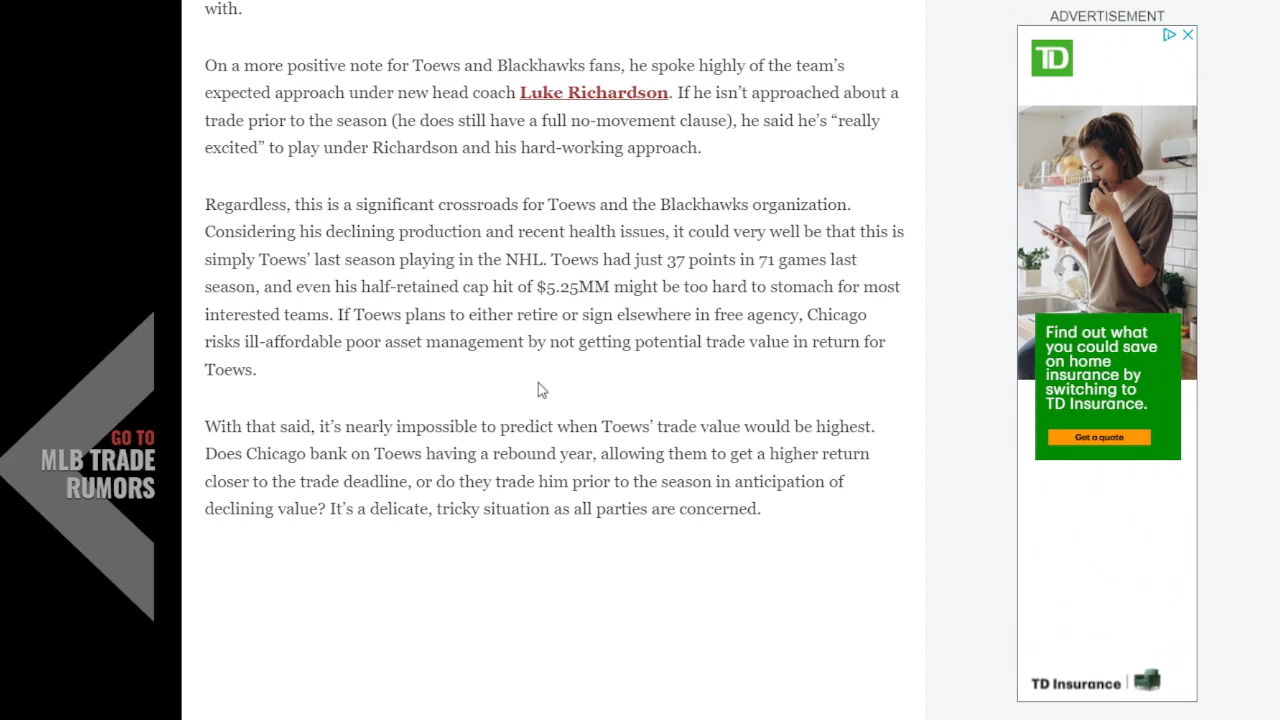 with.
ADVERTISEMENT
TD
On a more positive note for Toews and Blackhawks fans, he spoke highly of the team's
expected approach under new head coach Luke Richardson. If he isn't approached about a
trade prior to the season (he does still have a full no-movement clause), he said he's “really
excited” to play under Richardson and his hard-working approach.
Regardless, this is a significant crossroads for Toews and the Blackhawks organization.
Considering his declining production and recent health issues, it could very well be that this is
simply Toews' last season playing in the NHL. Toews had just 37 points in 71 games last
season, and even his half-retained cap hit of $5.25MM might be too hard to stomach for most
interested teams. If Toews plans to either retire or sign elsewhere in free agency, Chicago
risks ill-affordable poor asset management by not getting potential trade value in return for
Toews.
With that said, it's nearly impossible to predict when Toews' trade value would be highest.
Does Chicago bank on Toews having a rebound year, allowing them to get a higher return
closer to the trade deadline, or do they trade him prior to the season in anticipation of
declining value? It's a delicate, tricky situation as all parties are concerned.
GO TO
MLB TRADE
RUMORS
Find out what
you could save
on home
insurance by
switching to
TD Insurance.
Get a quote
TD Insurance